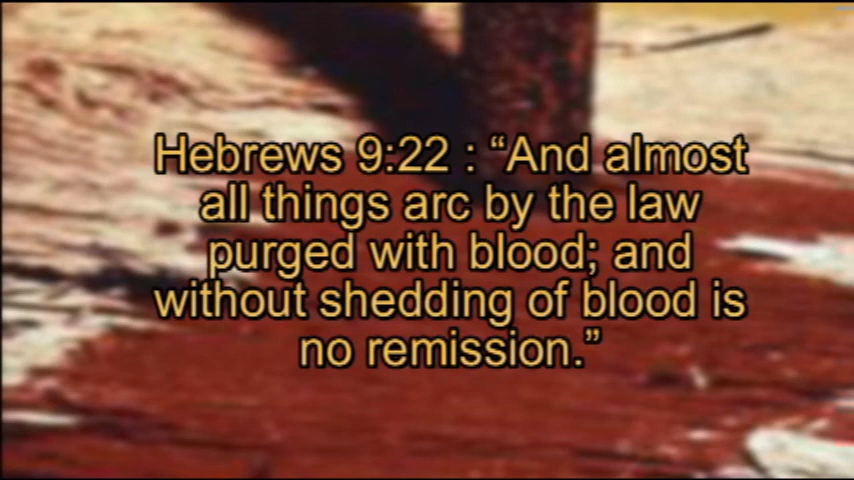 Hebrews 9:22 : “And almost
all things arc by the law
purged with blood; and
without shedding of blood is
no remission.”